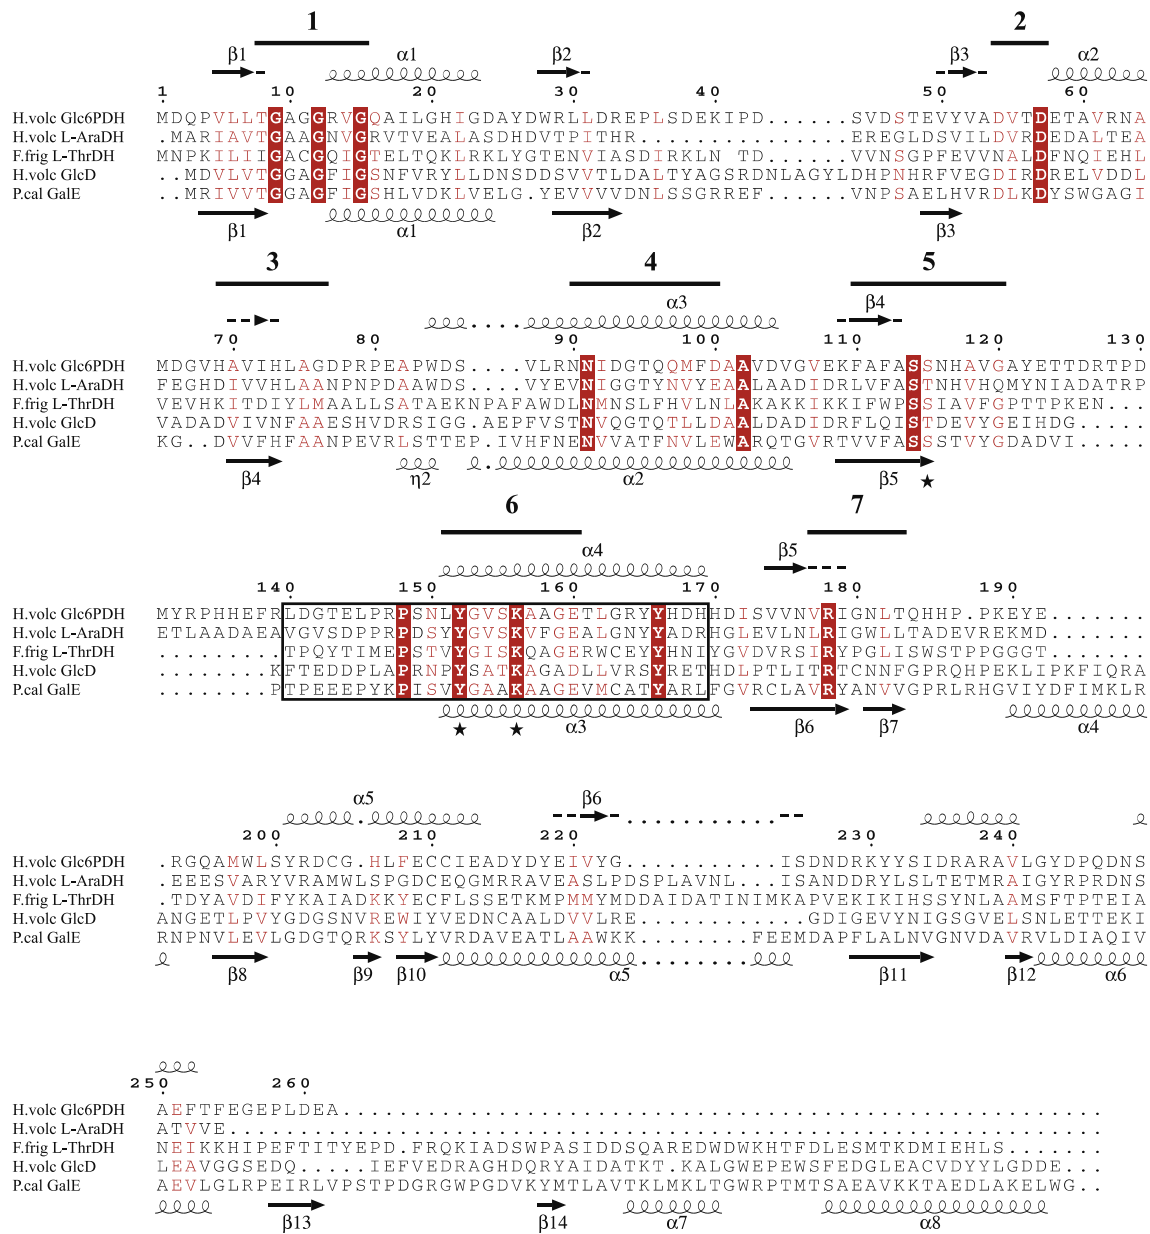 1 2
β1 α1 β2 β3 α2
1 10 20 30 40 50 60
H.volc Glc6PDH MDQPVLLTGAGGRVGQAILGHIGDAYDWRLLDREPLSDEKIPD......SVDSTEVYVADVTDEDAVRNA
H.volc L-AraDH .MARIAVTGAAGNVGRVTVEALASDHDVTPITHR...............EREGLDSVILDVRDEDALTEA
F.frig L-ThrDH MNPKILIIGACGQIGTELTQKLRKLYGTENVIASDIRKLN TD......VVNSGPFEVVNALDFNQIEHL
H.volc GlcD .MDVLVTGGAGFIGSNFVRYLLDNSDDSVVTLDALTYAGSRDNLAGYLDHPNHRFVEGDIRDRELVDDL
P.cal GalE ..MRIVVTGGAGFIGSHLVDKLVELG.YEVVVVDNLSSGRREF......VNPSAELHVRDLKDYSWGAGI
β1 α1 β2 β3
3 4 5
α3 β4
70 80 90 100 110 120 130
H.volc Glc6PDH MDGVHAVIHLAGDPRPEAPWDS.....VLRNNIDGTQQMFDAAVDVGVEKFAFASSNHAVGAYETTDRTPD
H.volc L-AraDH FEGHDIVVHLAANPNPDAAWDS.....VYEVNIGGTYNVYEAALAADIDRLVFASTNHVHQMYNIADATRP
F.frig L-ThrDH VEVHKITDIYLMAALLSATAEKNPAFAWDLNMNSLFHVLNLAKAKKIKKIFWPSSIAVFGPTTPKEN....
H.volc GlcD VADADVIVNFAAESHVDRSIGG.AEPFVSTNVQGTQTLLDAALDADIDRFLQISTDEVYGEIHDG......
P.cal GalE KG..DVVFHFAANPEVRLSTTEP.IVHFNENVVATFNVLEWARQTGVRTVVFASSSTVYGDADVI......
β4 η2 α2 β5 ★
6 7
α4 β5
140 150 160 170 180 190
H.volc Glc6PDH MYRPHHEFRLDGTELPRPSNLYGVSKAAGETLGRYYHDHHDISVVNVRIGNLTQHHP.PKEYE.......
H.volc L-AraDH ETLAADAEAVGVSDPPRPDSYYGVSKVFGEALGNYYADRHGLEVLNLRIGWLLTADEVREKMD.......
F.frig L-ThrDH .........TPQYTIMEPSTVYGISKQAGERWCEYYHNIYGVDVRSIRYPGLISWSTPPGGGT.......
H.volc GlcD ........KFTEDDPLAPRNPYSATKAGADLLVRSYRETHDLPTLITRTCNNFGPRQHPEKLIPKFIQRA
P.cal GalE ........PTPEEEPYKPISVYGAAKAAGEVMCATYARLFGVRCLAVRYANVVGPRLRHGVIYDFIMKLR
★ ★ α3 β6 β7 α4
α5 β6
200 210 220 230 240
H.volc Glc6PDH .RGQAMWLSYRDCG.HLFECCIEADYDYEIVYG............ISDNDRKYYSIDRARAVLGYDPQDNS
H.volc L-AraDH .EEESVARYVRAMWLSPGDCEQGMRRAVEASLPDSPLAVNL....ISANDDRYLSLTETMRAIGYRPRDNS
F.frig L-ThrDH .TDYAVDIFYKAIADKKYECFLSSETKMPMMYMDDAIDATINIMKAPVEKIKIHSSYNLAAMSFTPTEIA
H.volc GlcD ANGETLPVYGDGSNVREWIYVEDNCAALDVVLRE...........GDIGEVYNIGSGVELSNLETTEKI
P.cal GalE RNPNVLEVLGDGTQRKSYLYVRDAVEATLAAWKK........FEEMDAPFLALNVGNVDAVRVLDIAQIV
β8 β9 β10 α5 β11 β12 α6
250 260
H.volc Glc6PDH AEFTFEGEPLDEA......................................................
H.volc L-AraDH ATVVE..............................................................
F.frig L-ThrDH NEIKKHIPEFTITYEPD.FRQKIADSWPASIDDSQAREDWDWKHTFDLESMTKDMIEHLS.......
H.volc GlcD LEAVGGSEDQ.....IEFVEDRAGHDQRYAIDATKT.KALGWEPEWSFEDGLEACVDYYLGDDE...
P.cal GalE AEVLGLRPEIRLVPSTPDGRGWPGDVKYMTLAVTKLMKLTGWRPTMTSAEAVKKTAEDLAKELWG..
β13 β14 α7 α8